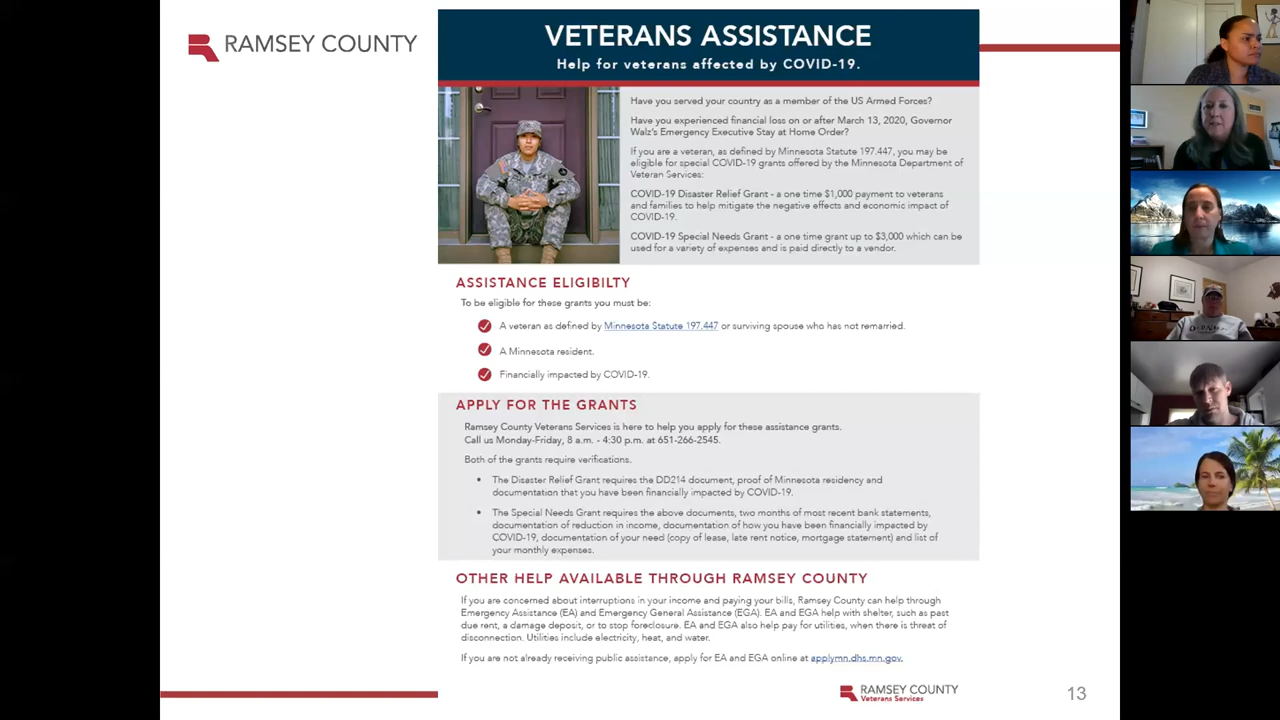 RAMSEY COUNTY
VETERANS ASSISTANCE
Help for veterans affected by COVID-19.
Have you served your country as a member of the US Armed Forces?
Have you experienced financial loss on or after March 13, 2020, Governor
Walz's Emergency Executive Stay at Home Order?
If you are a veteran, as defined by Minnesota Statute 197.447, you may be
eligible for special COVID-19 grants offered by the Minnesota Department of
Veteran Services:
COVID-19 Disaster Relief Grant - a one time $1,000 payment to veterans
and families to help mitigate the negative effects and economic impact of
COVID-19.
COVID-19 Special Needs Grant - a one time grant up to $3,000 which can be
used for a variety of expenses and is paid directly to a vendor.
ASSISTANCE ELIGIBILTY
To be eligible for these grants you must be:
A veteran as defined by Minnesota Statute 197.447 or surviving spouse who has not remarried.
A Minnesota resident.
Financially impacted by COVID-19.
APPLY FOR THE GRANTS
Ramsey County Veterans Services is here to help you apply for these assistance grants.
Call us Monday-Friday, 8 a.m. - 4:30 p.m. at 651-266-2545.
Both of the grants require verifications.
• The Disaster Relief Grant requires the DD214 document, proof of Minnesota residency and
documentation that you have been financially impacted by COVID-19.
• The Special Needs Grant requires the above documents, two months of most recent bank statements,
documentation of reduction in income, documentation of how you have been financially impacted by
COVID-19, documentation of your need (copy of lease, late rent notice, mortgage statement) and list of
your monthly expenses.
OTHER HELP AVAILABLE THROUGH RAMSEY COUNTY
If you are concerned about interruptions in your income and paying your bills, Ramsey County can help through
Emergency Assistance (EA) and Emergency General Assistance (EGA). EA and EGA help with shelter, such as past
due rent, a damage deposit, or to stop foreclosure. EA and EGA also help pay for utilities, when there is threat of
disconnection. Utilities include electricity, heat, and water.
If you are not already receiving public assistance, apply for EA and EGA online at applymn.dhs.mn.gov.
RAMSEY COUNTY
Veterans Services
13